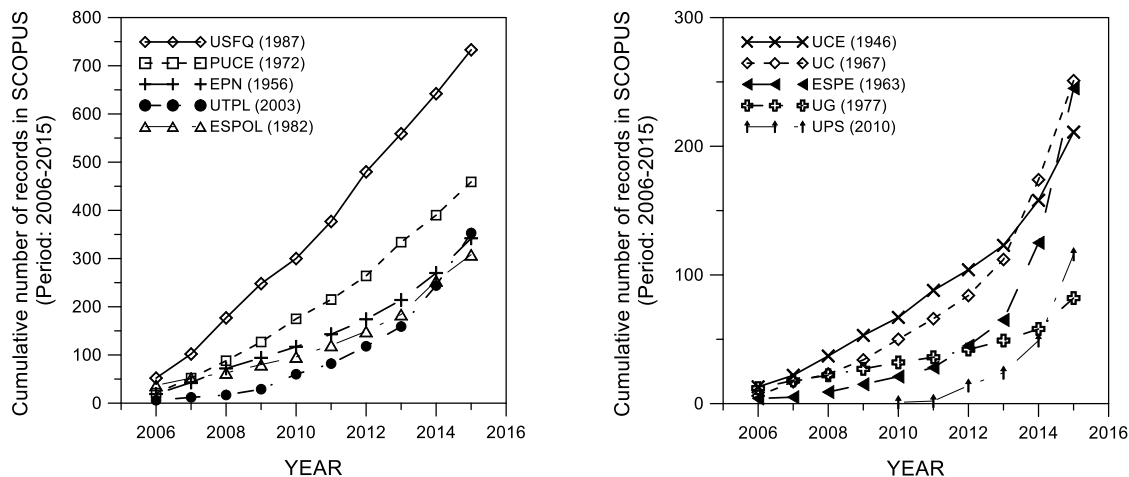 Cumulative number of records in SCOPUS
(Period: 2006-2015)
800
700
600
500
400
300
200
100
0
USFQ (1987)
PUCE (1972)
EPN (1956)
UTPL (2003)
ESPOL (1982)
2006 2008 2010 2012 2014 2016
YEAR
Cumulative number of records in SCOPUS
(Period: 2006-2015)
300
200
100
0
UCE (1946)
UC (1967)
ESPE (1963)
UG (1977)
UPS (2010)
2006 2008 2010 2012 2014 2016
YEAR